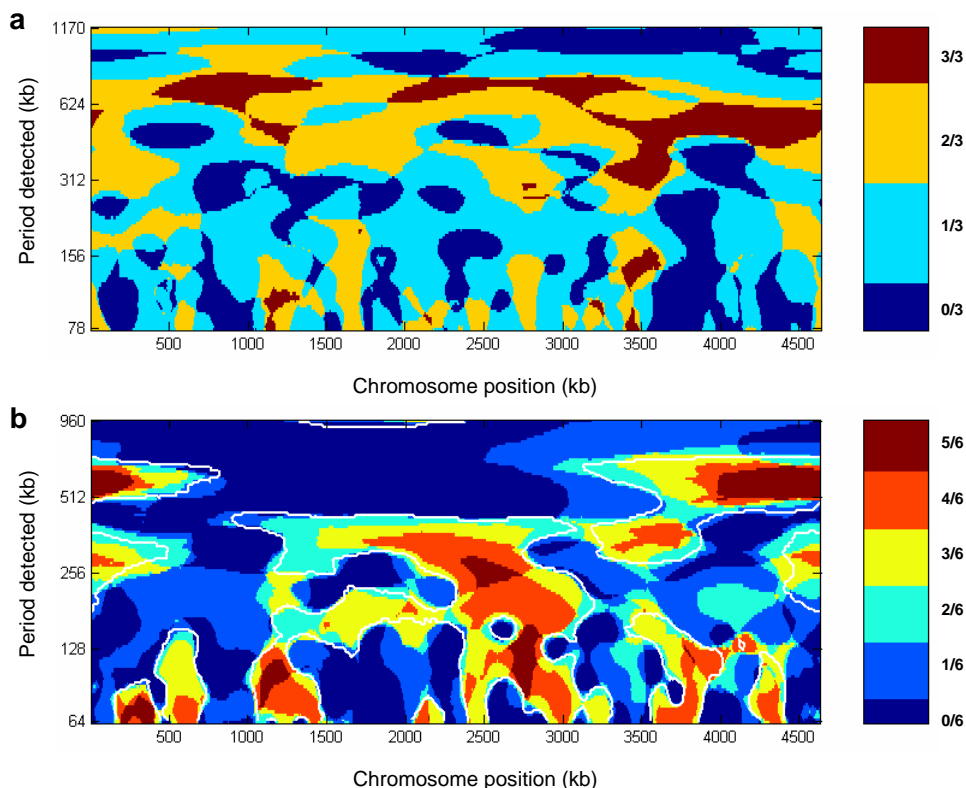 a
1170
624
312
156
78
Period detected (kb)
500 1000 1500 2000 2500 3000 3500 4000 4500
Chromosome position (kb)
3/3
2/3
1/3
0/3
b
960
512
256
128
64
Period detected (kb)
500 1000 1500 2000 2500 3000 3500 4000 4500
Chromosome position (kb)
5/6
4/6
3/6
2/6
1/6
0/6